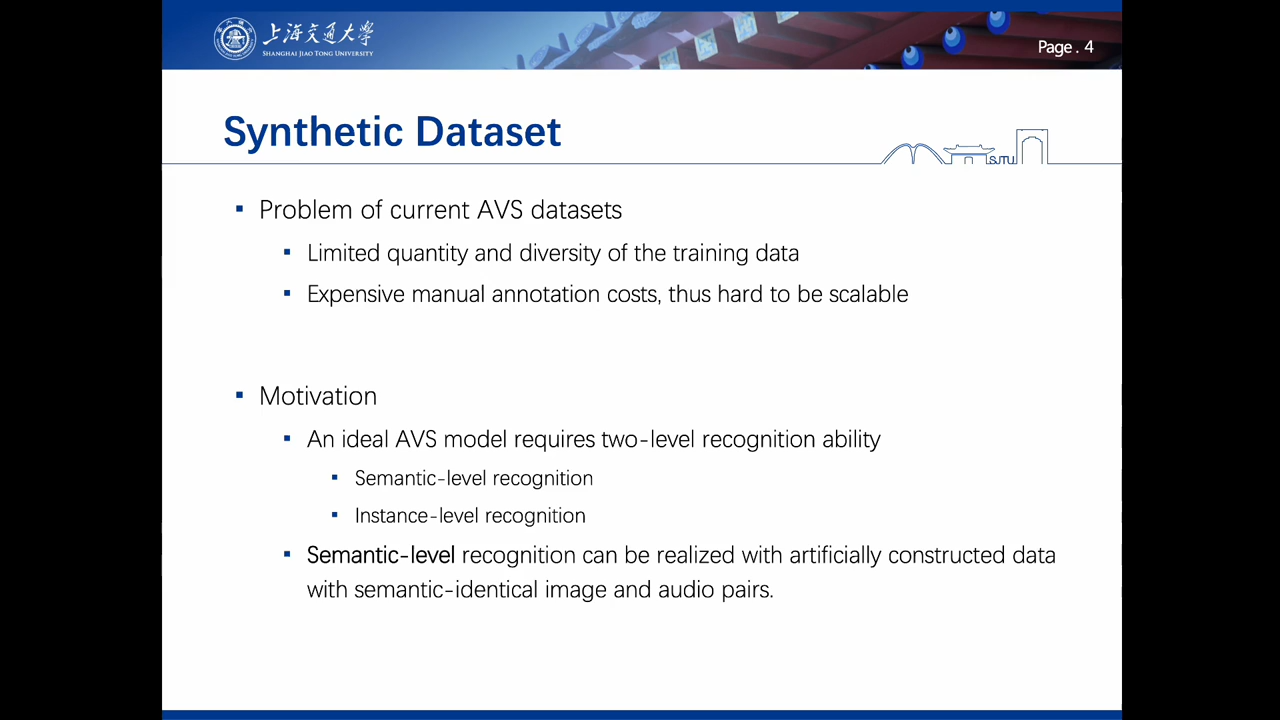 上海交通大学
SHANGHAI JIAO TONG UNIVERSITY
Page . 4
Synthetic Dataset
SJTU
▪ Problem of current AVS datasets
▪ Limited quantity and diversity of the training data
▪ Expensive manual annotation costs, thus hard to be scalable
▪ Motivation
▪ An ideal AVS model requires two-level recognition ability
▪ Semantic-level recognition
▪ Instance-level recognition
▪ Semantic-level recognition can be realized with artificially constructed data
with semantic-identical image and audio pairs.